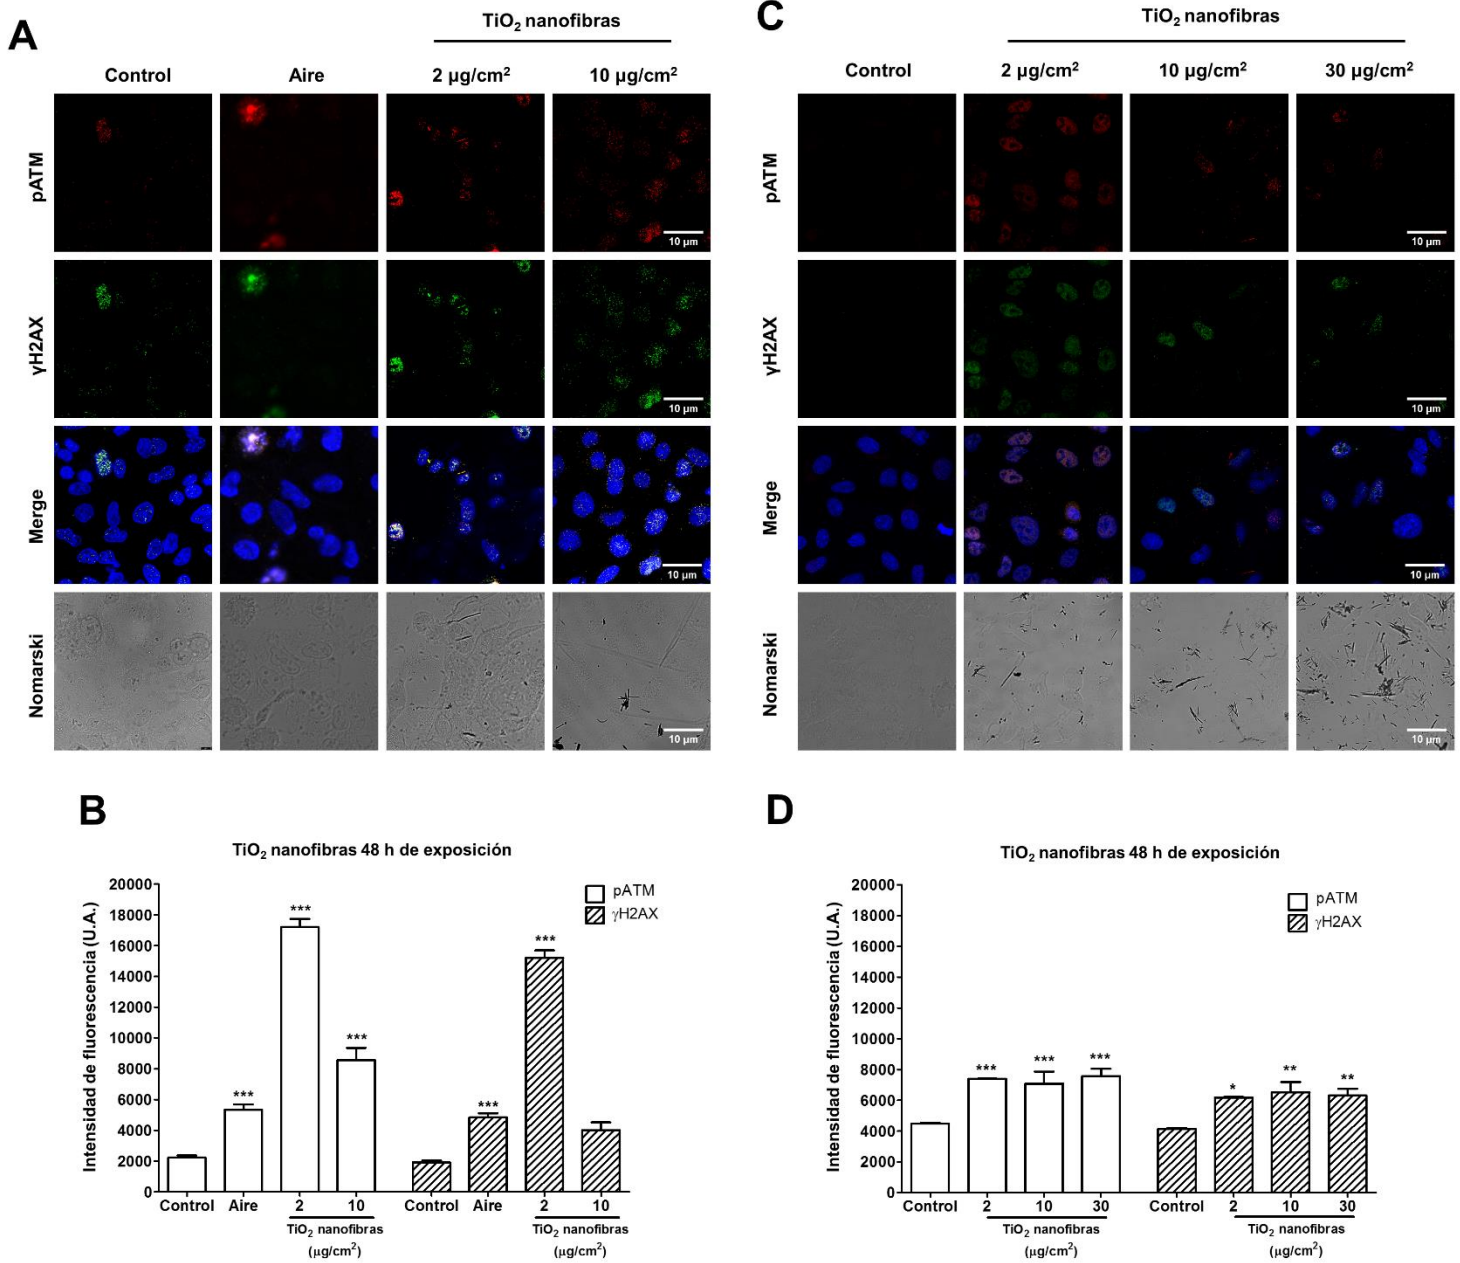 A
TiO₂ nanofibras
Control
Aire
2 µg/cm²
10 µg/cm²
pATM
10 µm
γH2AX
10 µm
Merge
10 µm
Nomarski
10 µm
C
TiO₂ nanofibras
Control
2 µg/cm²
10 µg/cm²
30 µg/cm²
pATM
10 µm
γH2AX
10 µm
Merge
10 µm
Nomarski
10 µm
B
TiO₂ nanofibras 48 h de exposición
Intensidad de fluorescencia (U.A.)
20000
18000
16000
14000
12000
10000
8000
6000
4000
2000
0
pATM
γH2AX
***
***
***
***
***
Control Aire 2 10 Control Aire 2 10
TiO₂ nanofibras TiO₂ nanofibras
(µg/cm²) (µg/cm²)
D
TiO₂ nanofibras 48 h de exposición
Intensidad de fluorescencia (U.A.)
20000
18000
16000
14000
12000
10000
8000
6000
4000
2000
0
pATM
γH2AX
*** *** *** * ** **
Control 2 10 30 Control 2 10 30
TiO₂ nanofibras TiO₂ nanofibras
(µg/cm²) (µg/cm²)